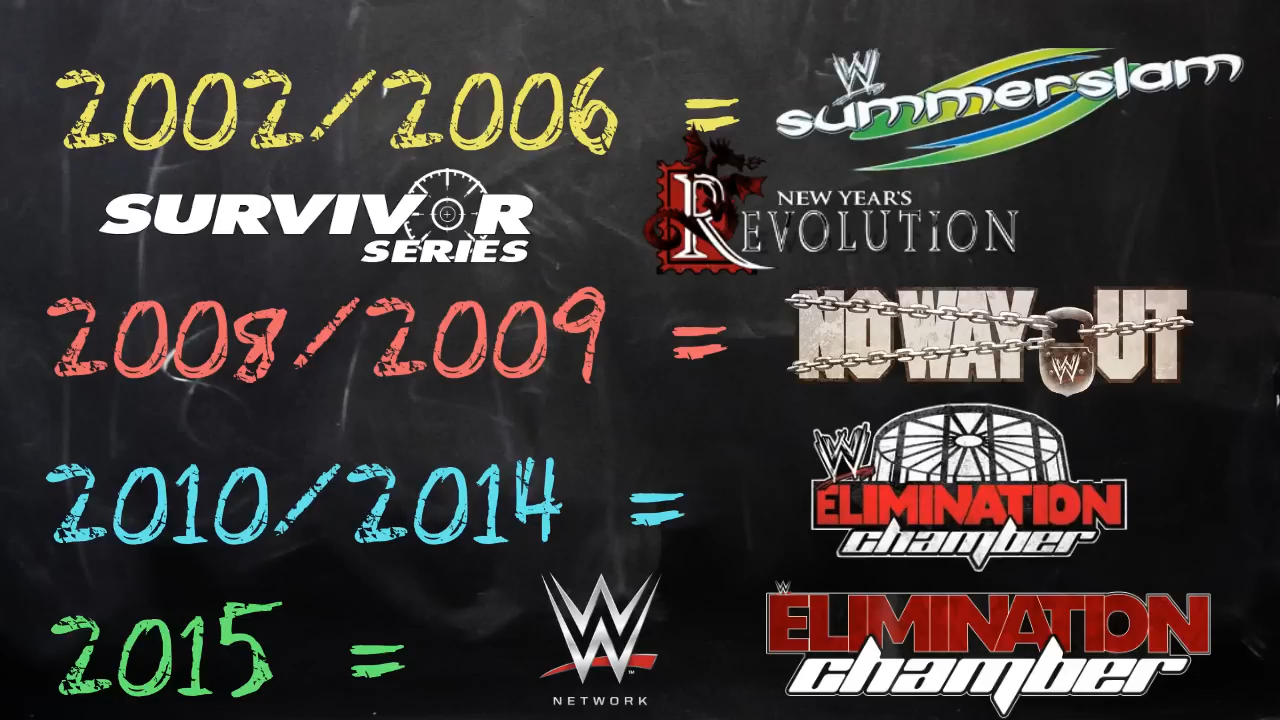 2002/2006 = W summerslam
SURVIVOR SERIES
NEW YEAR'S REVOLUTION
2008/2009 = NO WAY OUT W
2010/2014 = W ELIMINATION chamber
2015 = W NETWORK
W ELIMINATION chamber